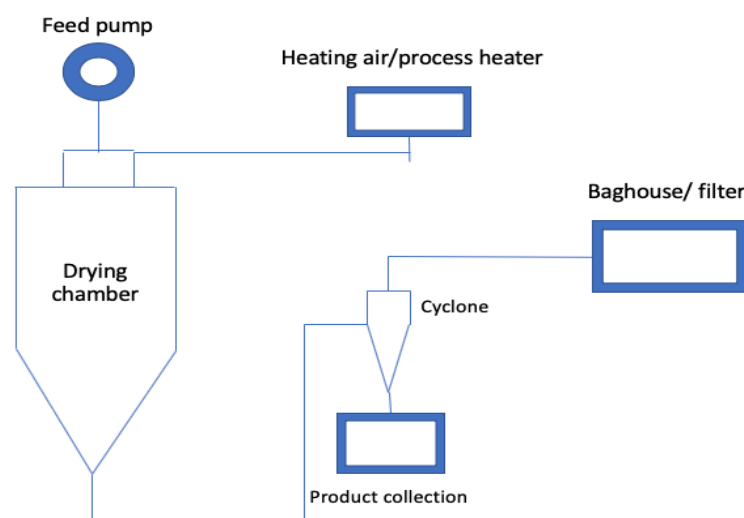 Feed pump
Heating air/process heater
Baghouse/ filter
Drying
chamber
Cyclone
Product collection